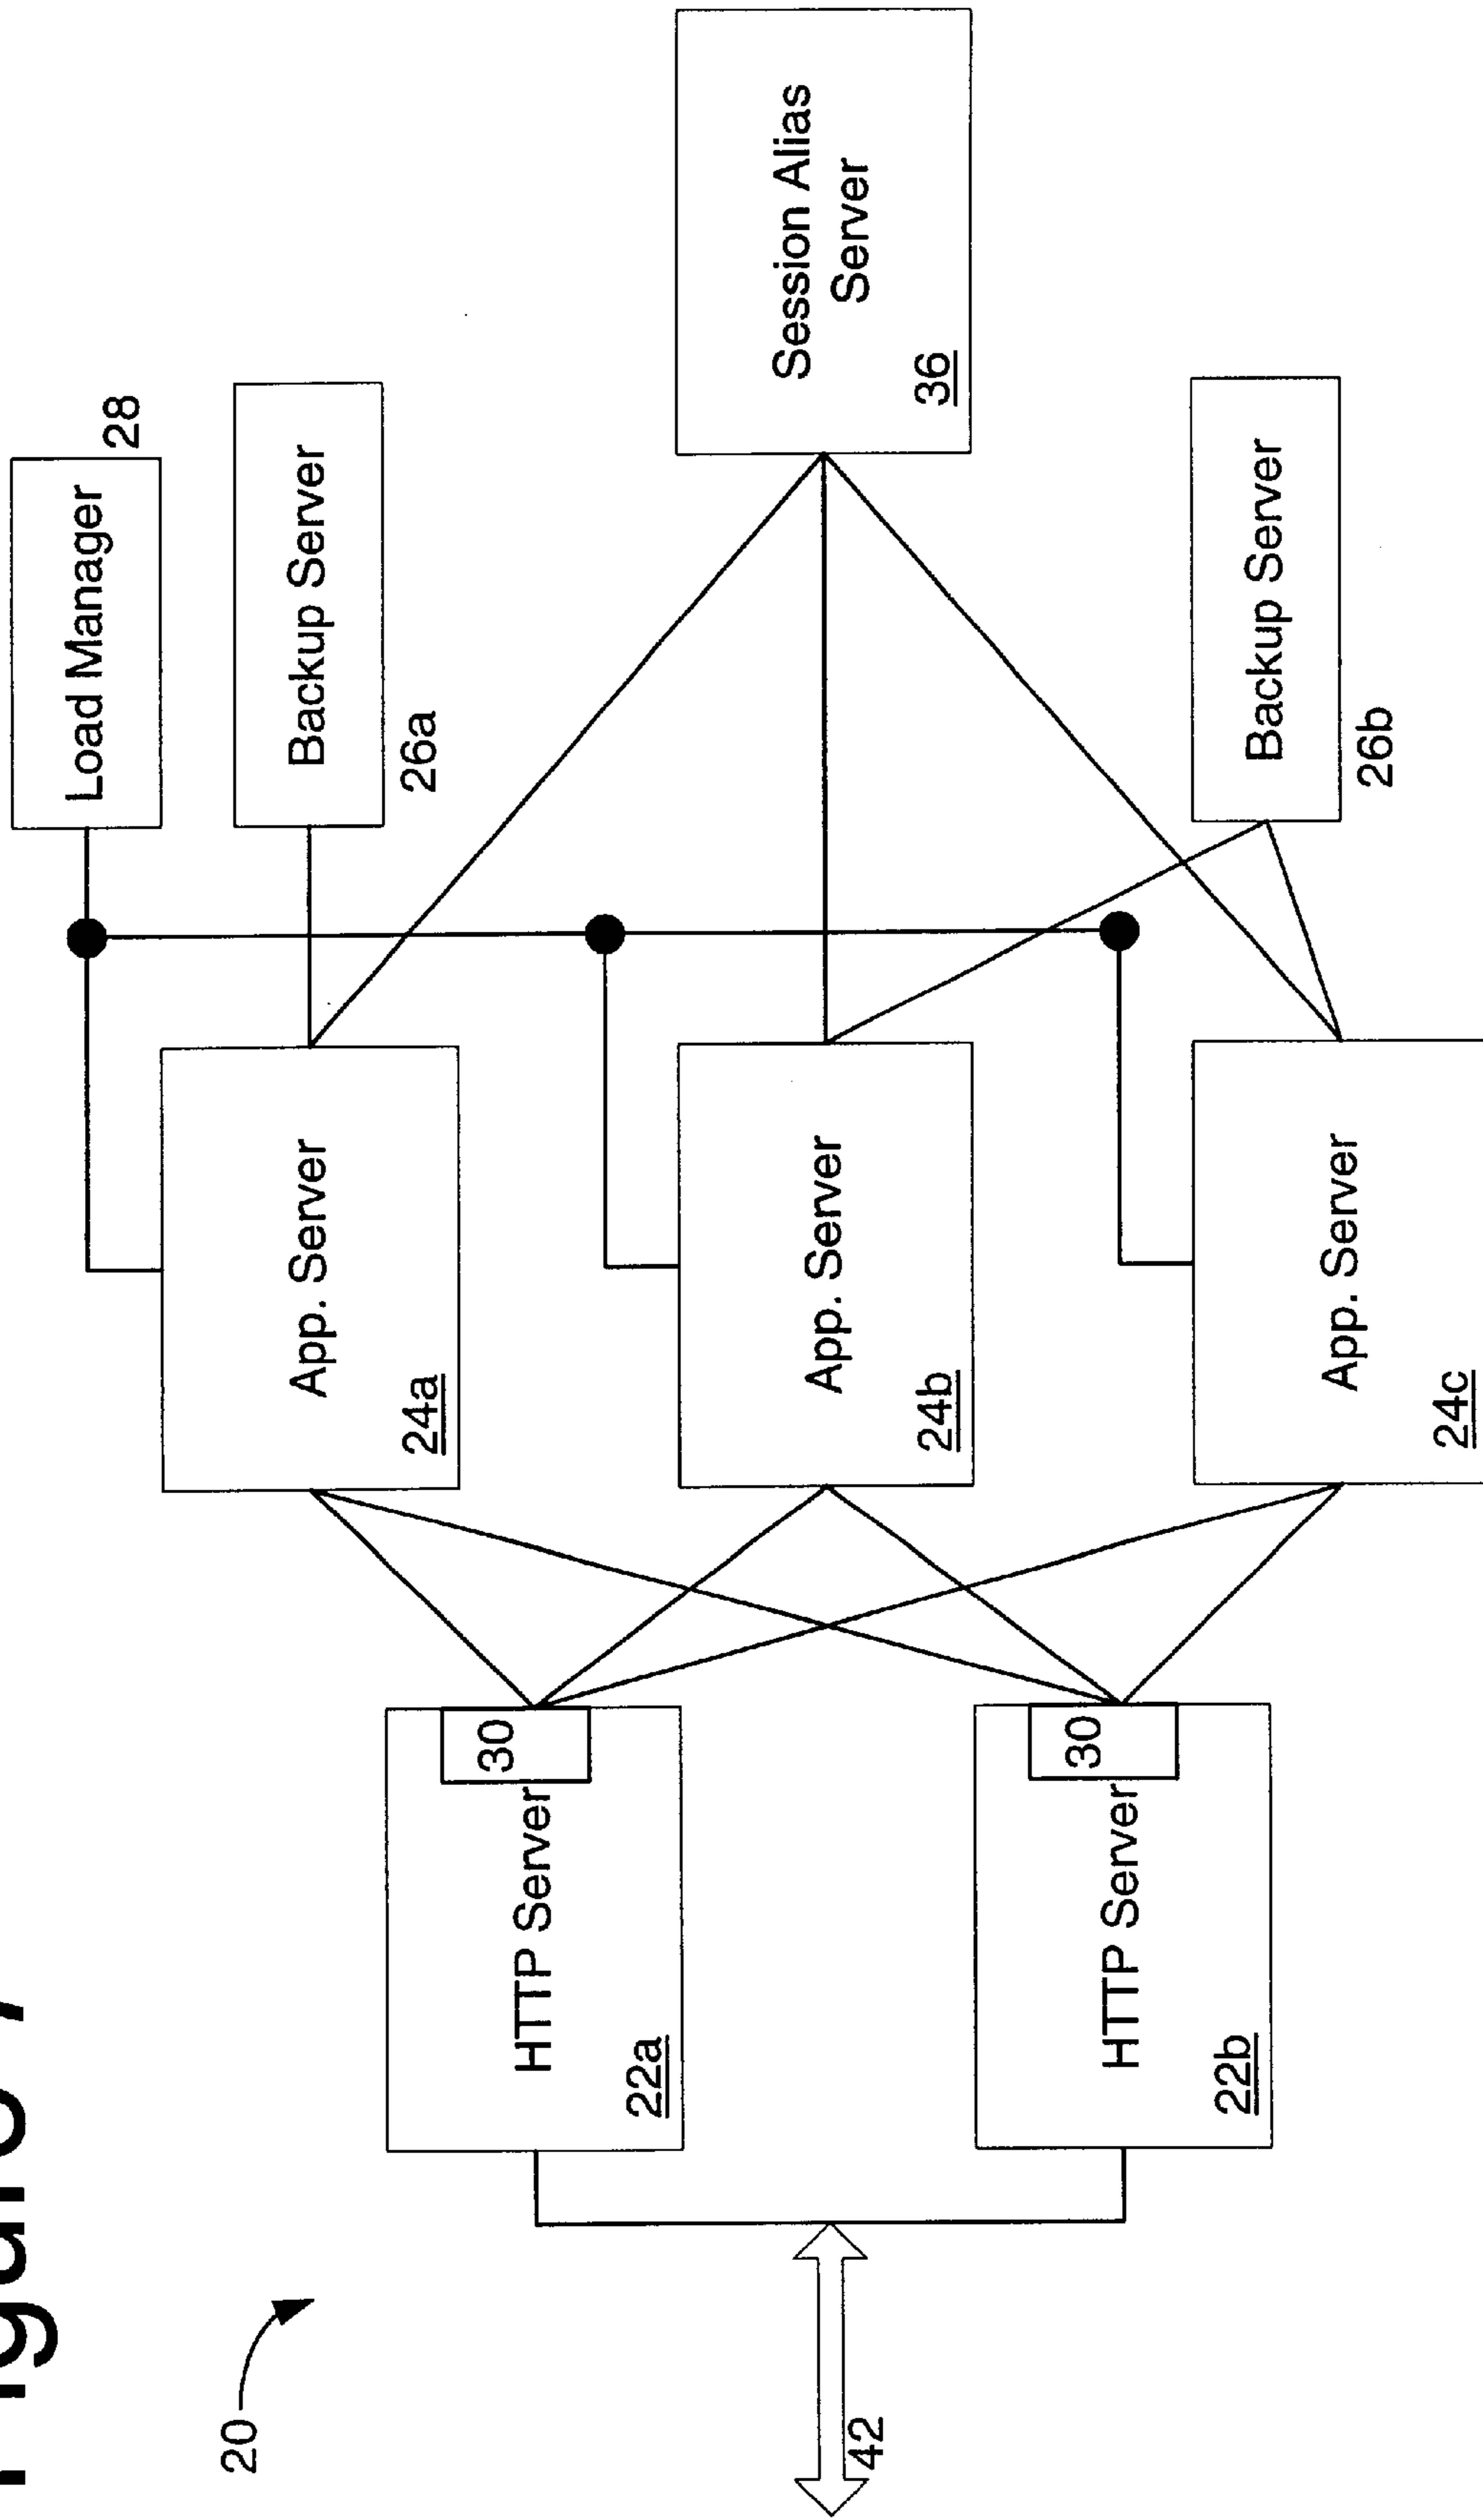 Figure 7
20
Load Manager
28
Backup Server
26a
App. Server
24a
HTTP Server
30
22a
Session Alias
Server
36
App. Server
24b
42
HTTP Server
30
22b
Backup Server
26b
App. Server
24c